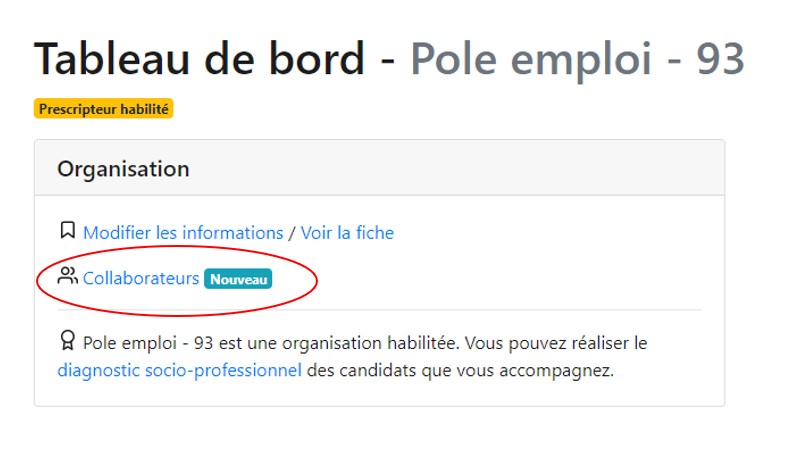 Tableau de bord - Pole emploi - 93
Prescripteur habilité
Organisation
Modifier les informations / Voir la fiche
Collaborateurs Nouveau
Pole emploi - 93 est une organisation habilitée. Vous pouvez réaliser le
diagnostic socio-professionnel des candidats que vous accompagnez.